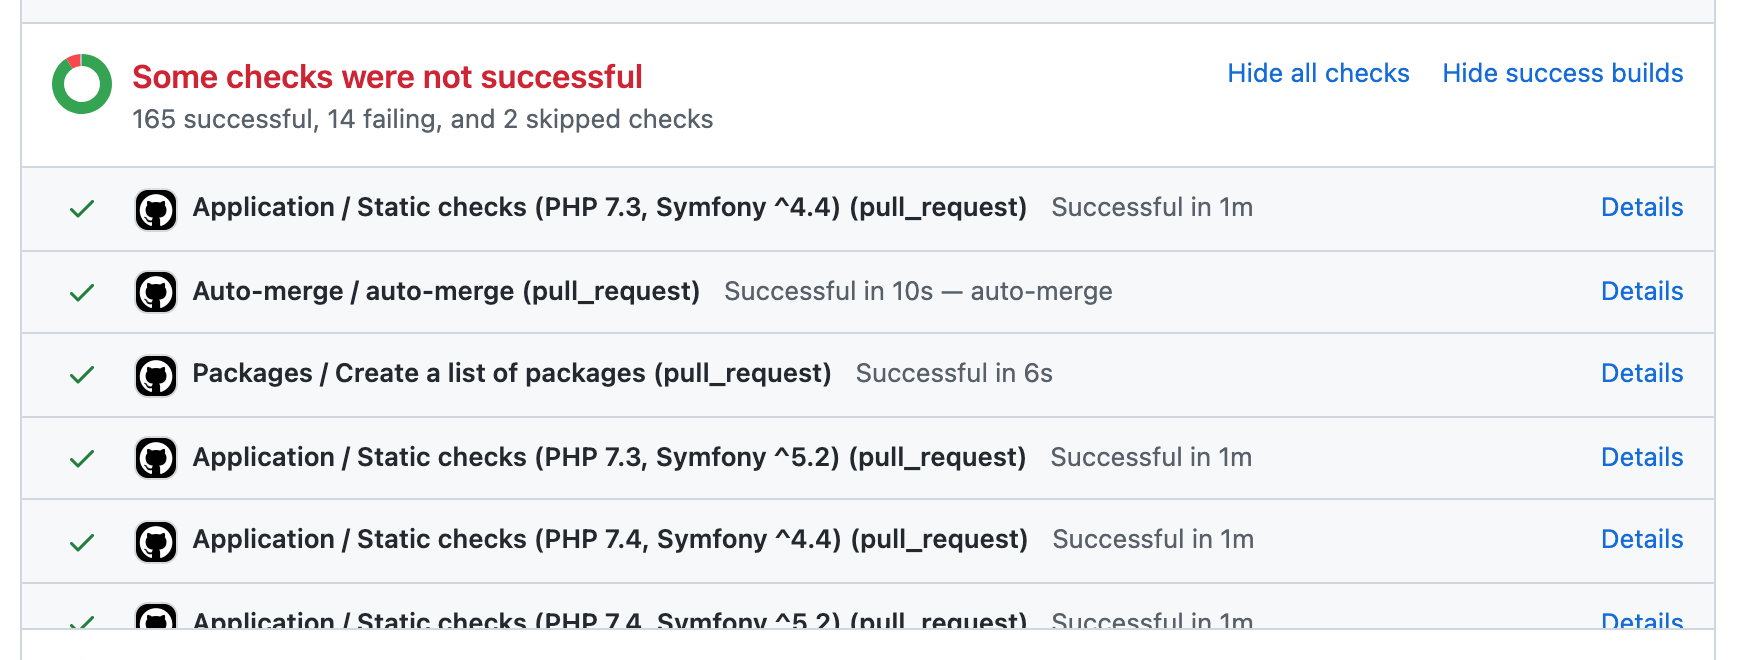 Some checks were not successful
Hide all checks
Hide success builds
165 successful, 14 failing, and 2 skipped checks
Application / Static checks (PHP 7.3, Symfony ^4.4) (pull_request) Successful in 1m Details
Auto-merge / auto-merge (pull_request) Successful in 10s — auto-merge Details
Packages / Create a list of packages (pull_request) Successful in 6s Details
Application / Static checks (PHP 7.3, Symfony ^5.2) (pull_request) Successful in 1m Details
Application / Static checks (PHP 7.4, Symfony ^4.4) (pull_request) Successful in 1m Details
Application / Static checks (PHP 7.4, Symfony ^5.2) (pull_request) Successful in 1m Details